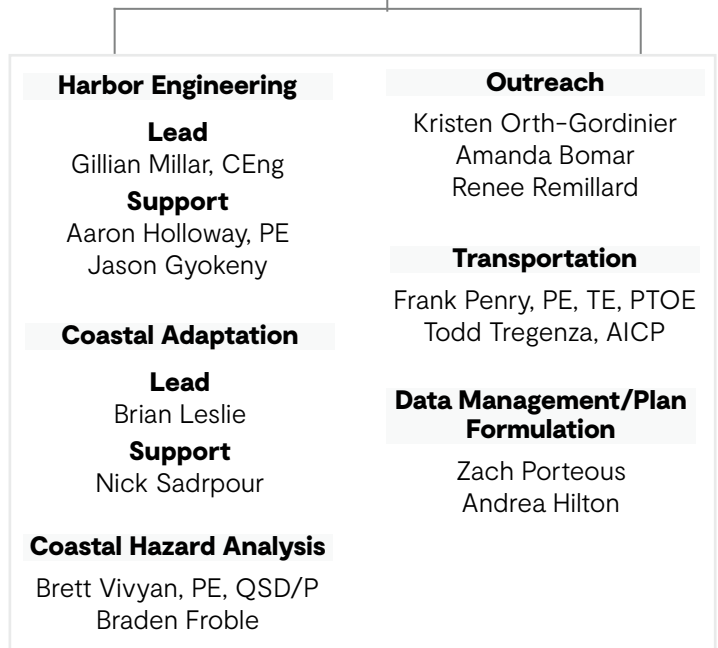 Harbor Engineering
Lead
Gillian Millar, CEng
Support
Aaron Holloway, PE
Jason Gyokeny
Coastal Adaptation
Lead
Brian Leslie
Support
Nick Sadrpour
Coastal Hazard Analysis
Brett Vivyan, PE, QSD/P
Braden Froble
Outreach
Kristen Orth-Gordinier
Amanda Bomar
Renee Remillard
Transportation
Frank Penry, PE, TE, PTOE
Todd Tregenza, AICP
Data Management/Plan
Formulation
Zach Porteous
Andrea Hilton